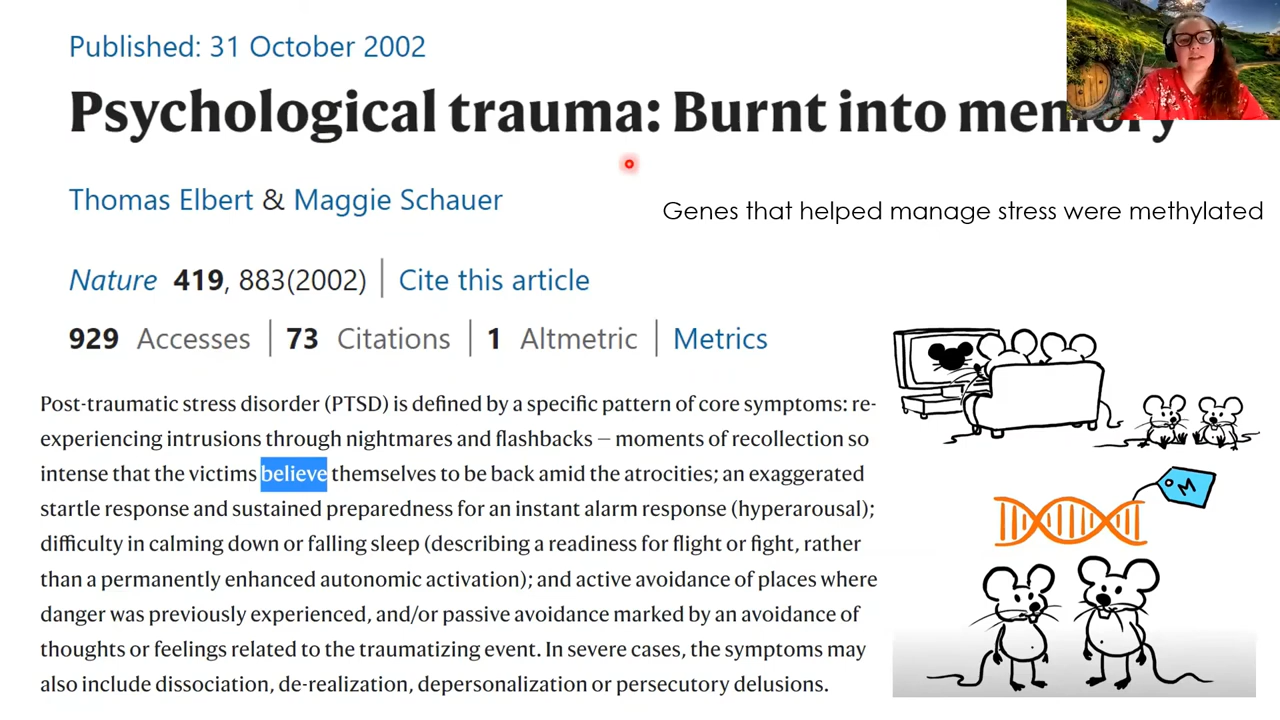 Published: 31 October 2002
Psychological trauma: Burnt into memory
Thomas Elbert & Maggie Schauer
Genes that helped manage stress were methylated
Nature 419, 883(2002) | Cite this article
929 Accesses | 73 Citations | 1 Altmetric | Metrics
Post-traumatic stress disorder (PTSD) is defined by a specific pattern of core symptoms: re-
experiencing intrusions through nightmares and flashbacks — moments of recollection so
intense that the victims believe themselves to be back amid the atrocities; an exaggerated
startle response and sustained preparedness for an instant alarm response (hyperarousal);
difficulty in calming down or falling sleep (describing a readiness for flight or fight, rather
than a permanently enhanced autonomic activation); and active avoidance of places where
danger was previously experienced, and/or passive avoidance marked by an avoidance of
thoughts or feelings related to the traumatizing event. In severe cases, the symptoms may
also include dissociation, de-realization, depersonalization or persecutory delusions.
M